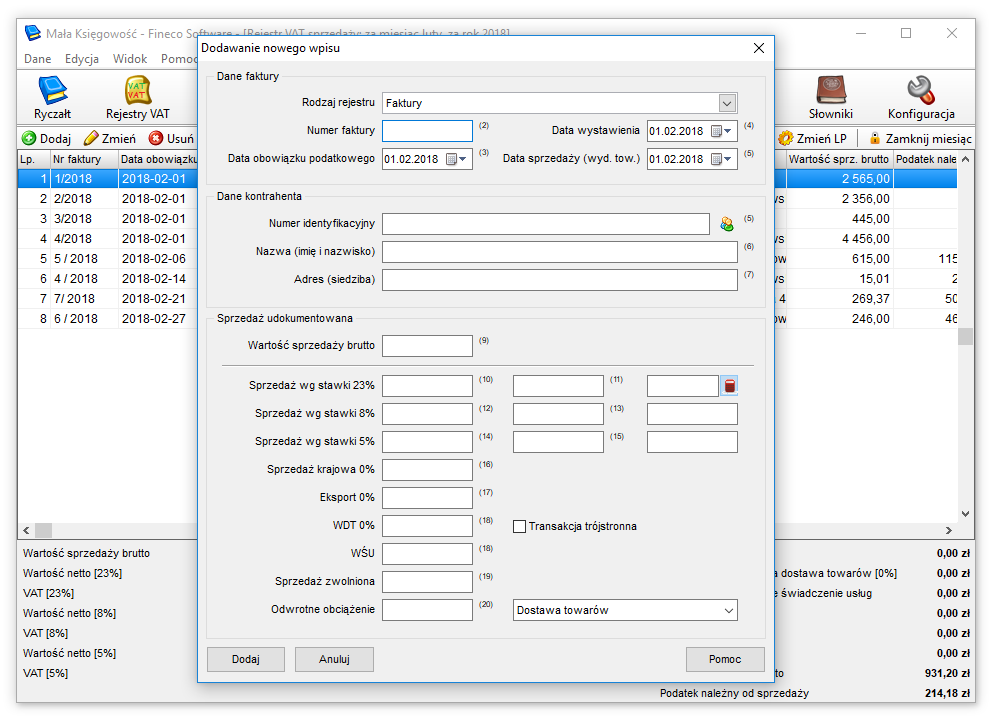 Mała Księgowość - Fineco Software - [Rejestr VAT sprzedaży: za miesiąc luty, za rok 2018]
Dane Edycja Widok Pomoc
Ryczałt Rejestry VAT Słowniki Konfiguracja
Dodaj Zmień Usuń Zmień LP Zamknij miesiąc
Lp. Nr faktury Data obowiązku Wartość sprz. brutto Podatek nale
1 1/2018 2018-02-01 2 565,00
2 2/2018 2018-02-01 ws 2 356,00
3 3/2018 2018-02-01 445,00
4 4/2018 2018-02-01 ws 4 456,00
5 5 / 2018 2018-02-06 ow 615,00 115
6 4 / 2018 2018-02-14 ws 15,01 2
7 7/ 2018 2018-02-21 4 269,37 50
8 6 / 2018 2018-02-27 ow 246,00 46
Dodawanie nowego wpisu
Dane faktury
Rodzaj rejestru Faktury
Numer faktury (2) Data wystawienia 01.02.2018 (4)
Data obowiązku podatkowego 01.02.2018 (3) Data sprzedaży (wyd. tow.) 01.02.2018 (5)
Dane kontrahenta
Numer identyfikacyjny (5)
Nazwa (imię i nazwisko) (6)
Adres (siedziba) (7)
Sprzedaż udokumentowana
Wartość sprzedaży brutto (9)
Sprzedaż wg stawki 23% (10) (11)
Sprzedaż wg stawki 8% (12) (13)
Sprzedaż wg stawki 5% (14) (15)
Sprzedaż krajowa 0% (16)
Eksport 0% (17)
WDT 0% (18) Transakcja trójstronna
WŚU (18)
Sprzedaż zwolniona (19)
Odwrotne obciążenie (20) Dostawa towarów
Dodaj Anuluj Pomoc
Wartość sprzedaży brutto 0,00 zł
Wartość netto [23%] a dostawa towarów [0%] 0,00 zł
VAT [23%] e świadczenie usług 0,00 zł
Wartość netto [8%] 0,00 zł
VAT [8%] 0,00 zł
Wartość netto [5%] 0,00 zł
VAT [5%] to 931,20 zł
Podatek należny od sprzedaży 214,18 zł